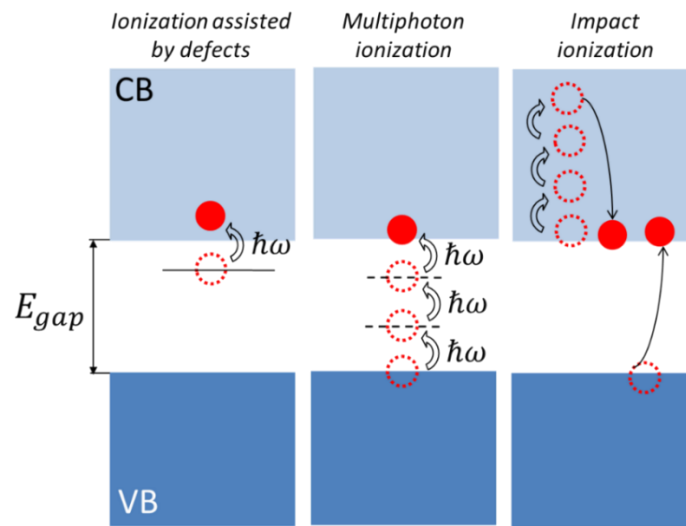 Ionization assisted
by defects
Multiphoton
ionization
Impact
ionization
CB
ħω
ħω
ħω
ħω
E_gap
VB